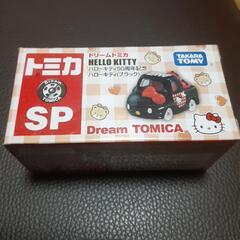 トミカ
Dream TOMICA
SP
ドリームトミカ
HELLO KITTY
ハローキティ50周年記念
ハローキティ(ブラック)
TAKARA TOMY
Dream TOMICA